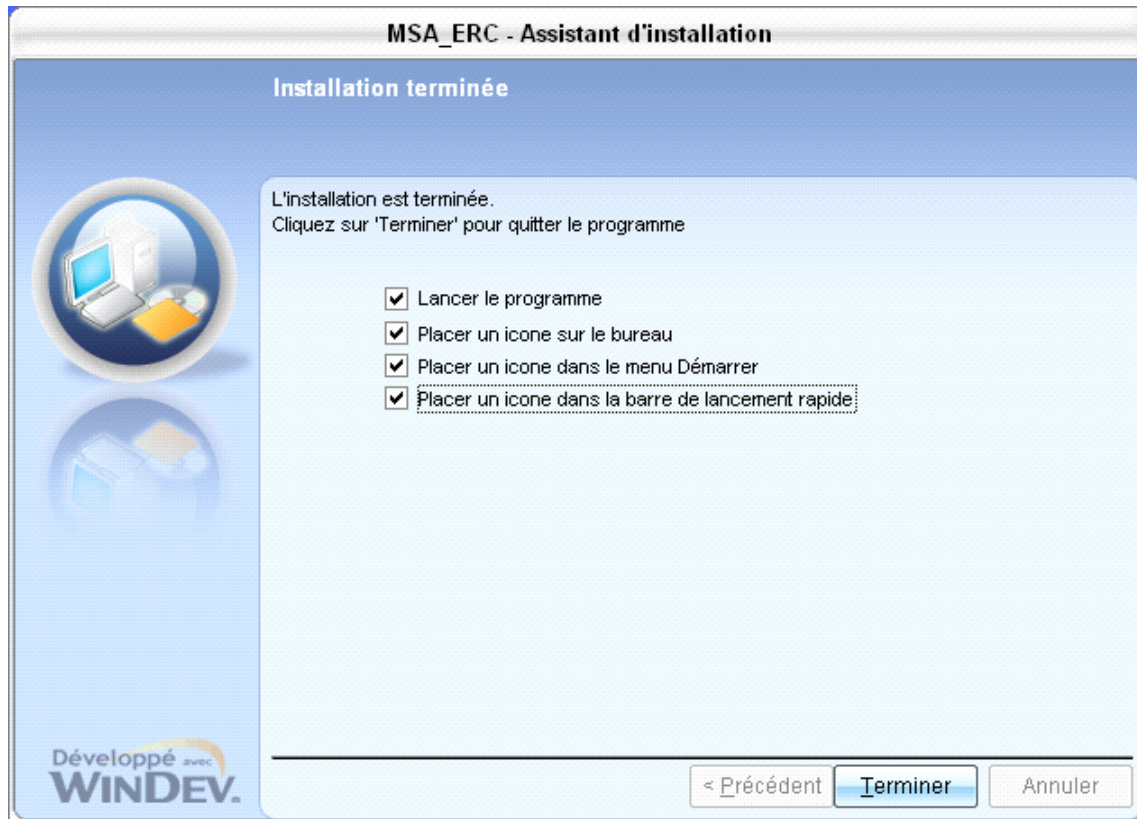 MSA_ERC - Assistant d'installation
Installation terminée
L'installation est terminée.
Cliquez sur 'Terminer' pour quitter le programme
Lancer le programme
Placer un icone sur le bureau
Placer un icone dans le menu Démarrer
Placer un icone dans la barre de lancement rapide
Développé avec
WINDEV.
< Précédent
Terminer
Annuler